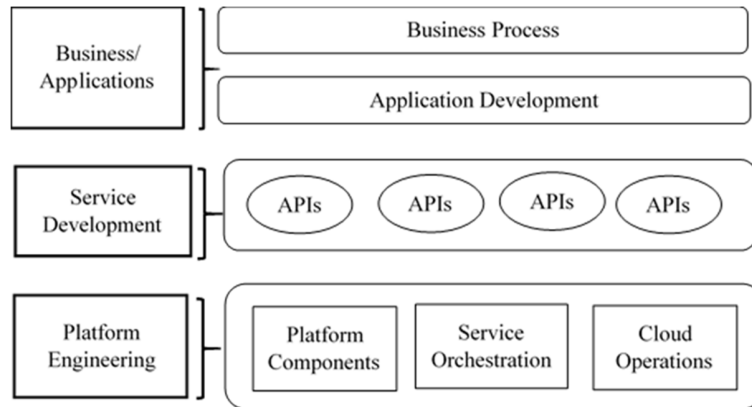 Business/
Applications
Business Process
Application Development
Service
Development
APIs
APIs
APIs
APIs
Platform
Engineering
Platform
Components
Service
Orchestration
Cloud
Operations